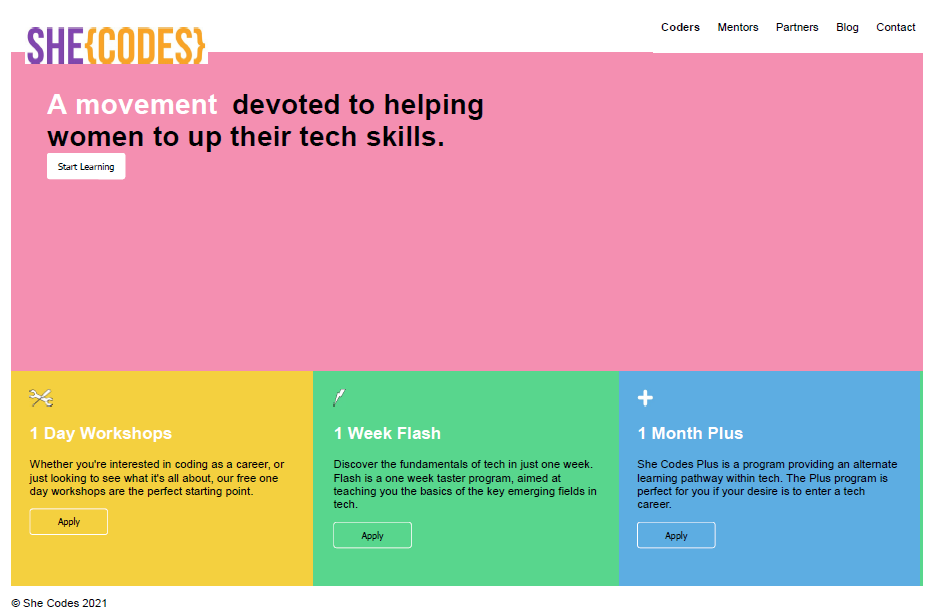 SHE{CODES}
Coders Mentors Partners Blog Contact
A movement devoted to helping
women to up their tech skills.
Start Learning
1 Day Workshops
Whether you're interested in coding as a career, or
just looking to see what it's all about, our free one
day workshops are the perfect starting point.
Apply
1 Week Flash
Discover the fundamentals of tech in just one week.
Flash is a one week taster program, aimed at
teaching you the basics of the key emerging fields in
tech.
Apply
1 Month Plus
She Codes Plus is a program providing an alternate
learning pathway within tech. The Plus program is
perfect for you if your desire is to enter a tech
career.
Apply
© She Codes 2021